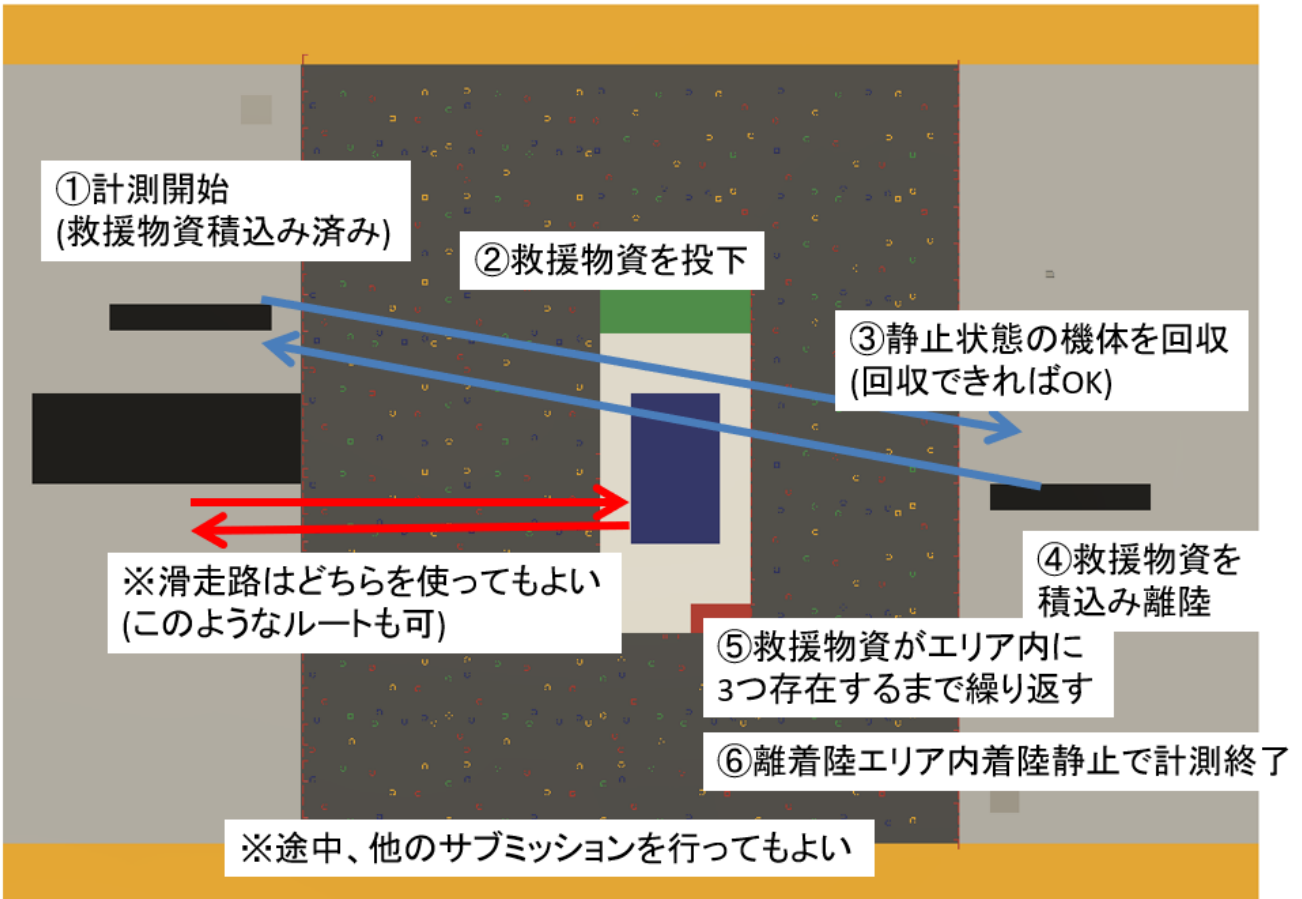 ①計測開始
(救援物資積込み済み)
②救援物資を投下
③静止状態の機体を回収
(回収できればOK)
④救援物資を
積込み離陸
※滑走路はどちらを使ってもよい
(このようなルートも可)
⑤救援物資がエリア内に
3つ存在するまで繰り返す
⑥離着陸エリア内着陸静止で計測終了
※途中、他のサブミッションを行ってもよい